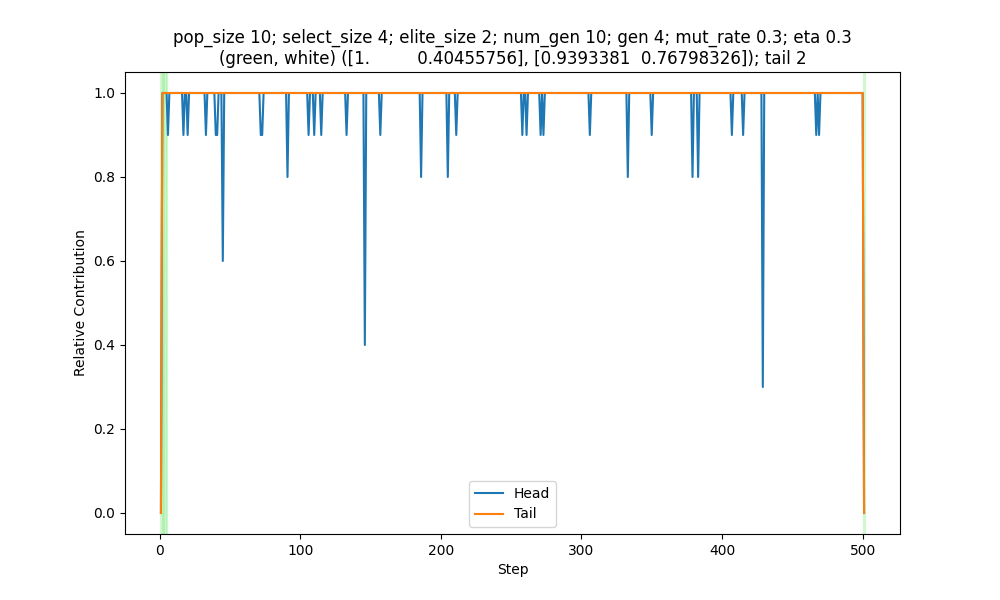 pop_size 10; select_size 4; elite_size 2; num_gen 10; gen 4; mut_rate 0.3; eta 0.3
(green, white) ([1.         0.40455756], [0.9393381  0.76798326]); tail 2
1.0
0.8
0.6
0.4
0.2
0.0
Relative Contribution
Head
Tail
0
100
200
300
400
500
Step